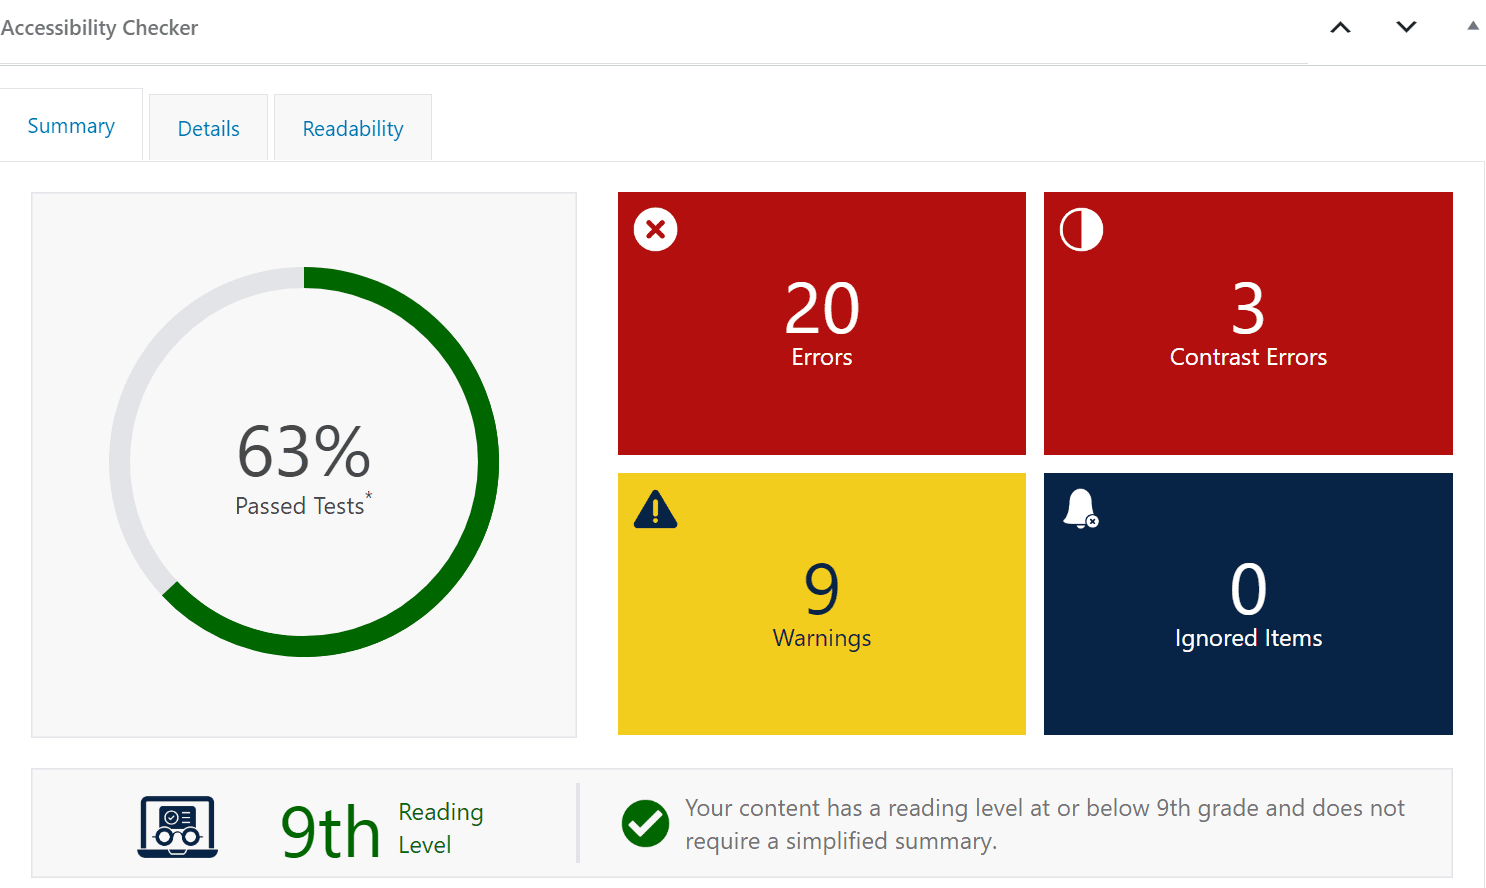 Accessibility Checker
Summary
Details
Readability
63%
Passed Tests*
20
Errors
3
Contrast Errors
9
Warnings
0
Ignored Items
9th
Reading
Level
Your content has a reading level at or below 9th grade and does not
require a simplified summary.